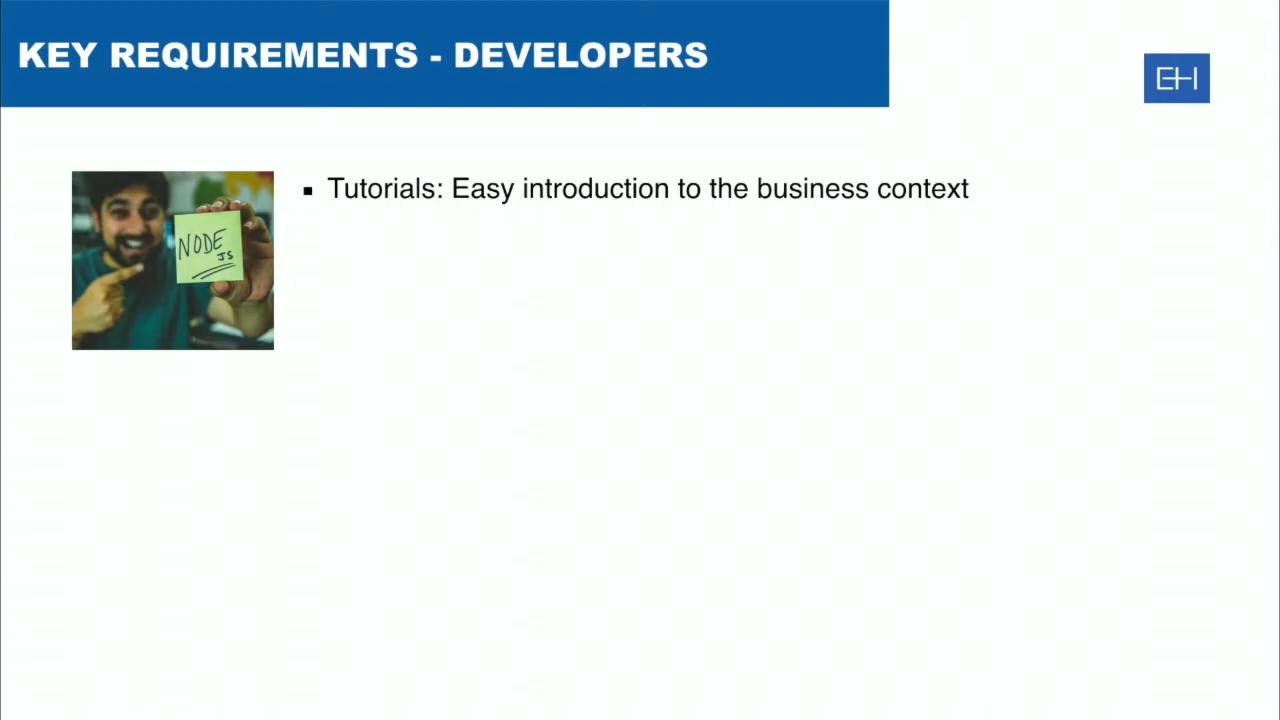 KEY REQUIREMENTS - DEVELOPERS
EH
Tutorials: Easy introduction to the business context
NODE
JS